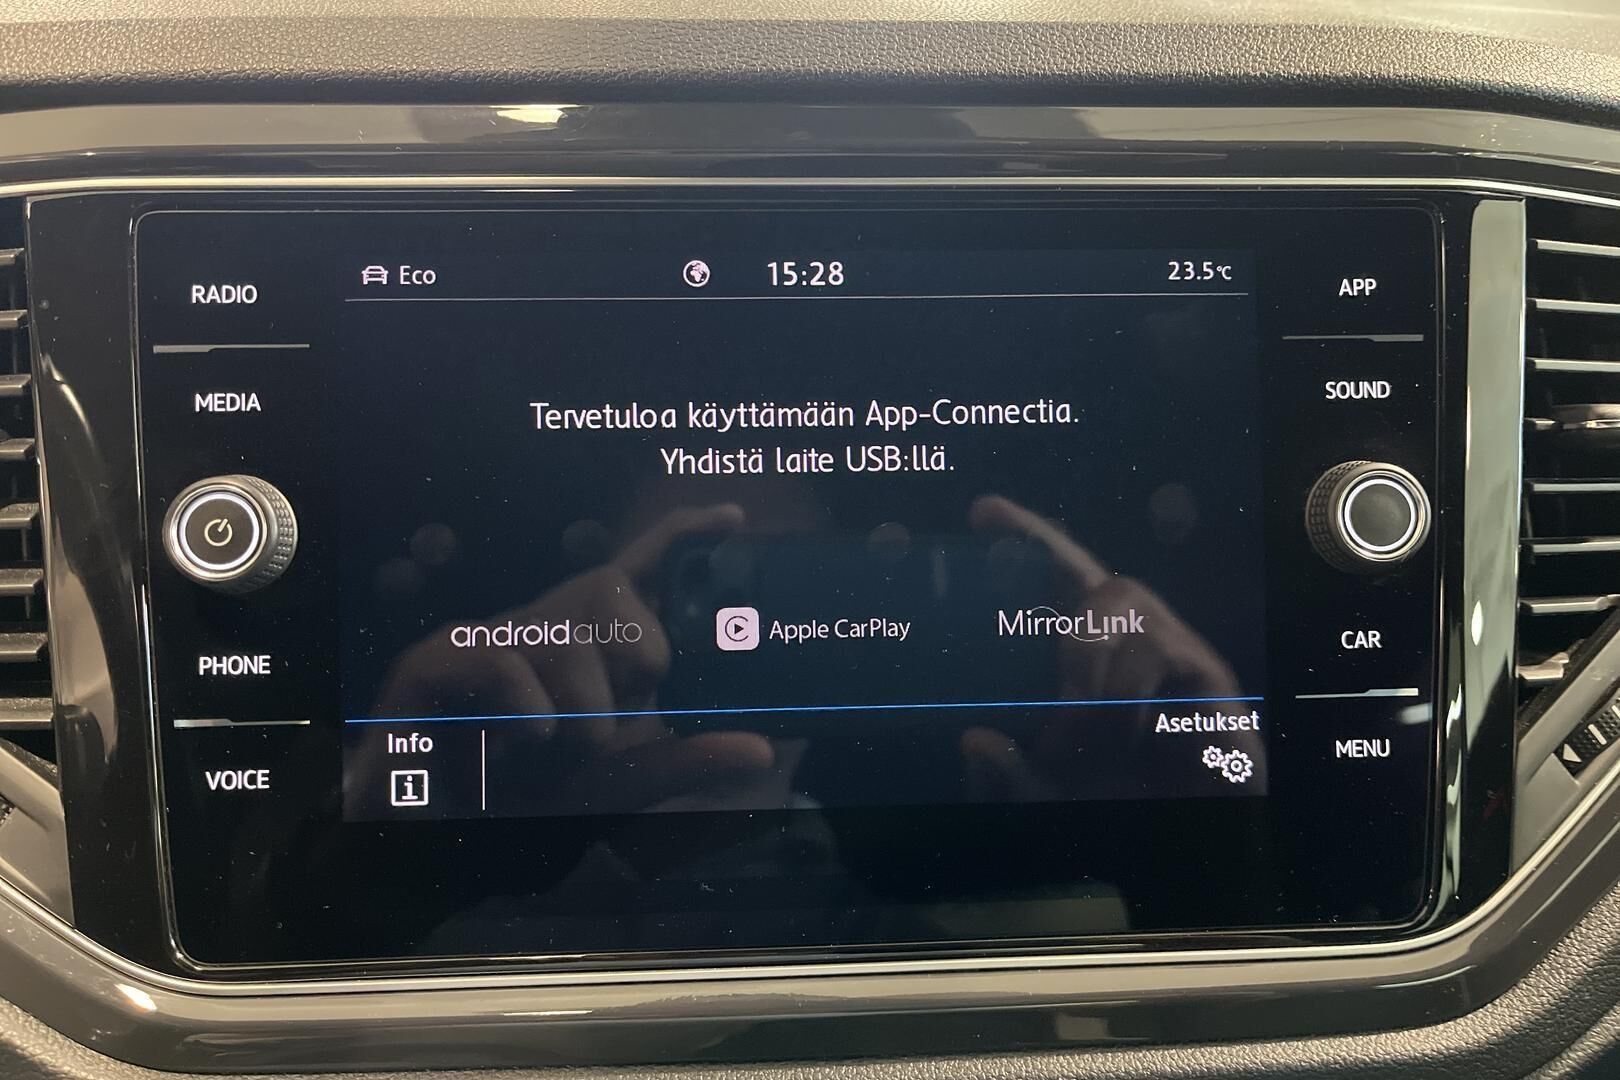 Eco 15:28 23.5°C
RADIO
APP
MEDIA
SOUND
Tervetuloa käyttämään App-Connectia.
Yhdistä laite USB:llä.
androidauto Apple CarPlay MirrorLink
PHONE
CAR
Info
Asetukset
VOICE
MENU